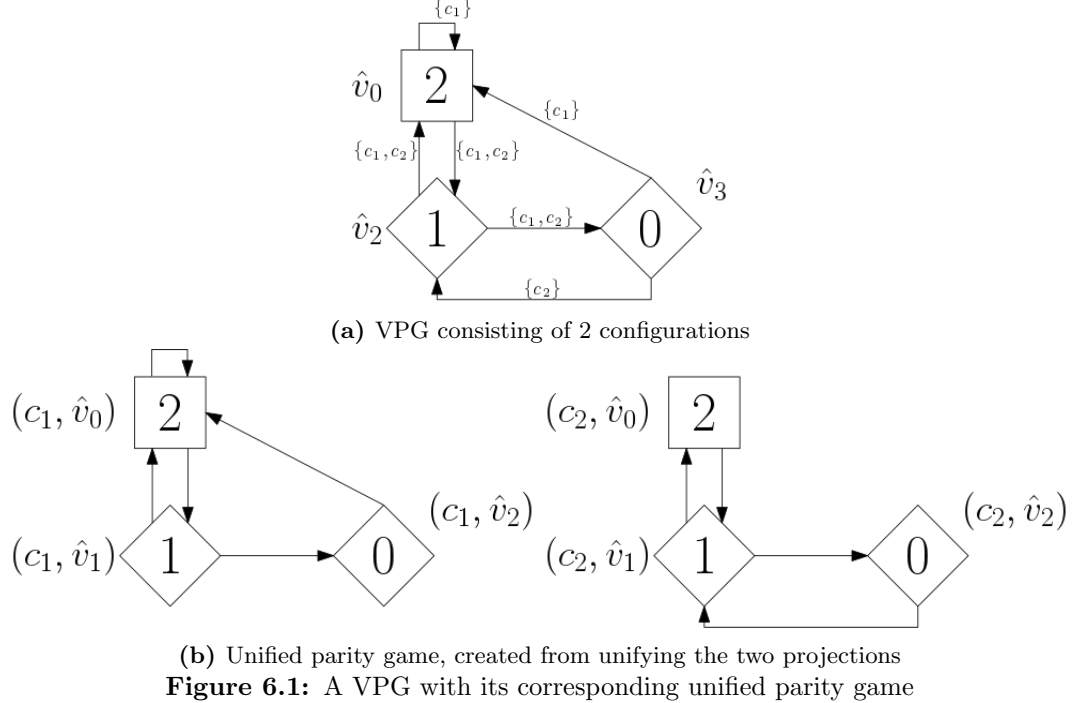 {c₁}
v̂₀ 2
{c₁}
{c₁, c₂} {c₁, c₂}
v̂₃
v̂₂ 1 {c₁, c₂} 0
{c₂}
(a) VPG consisting of 2 configurations
(c₁, v̂₀) 2 (c₂, v̂₀) 2
(c₁, v̂₂) (c₂, v̂₂)
(c₁, v̂₁) 1 0 (c₂, v̂₁) 1 0
(b) Unified parity game, created from unifying the two projections
Figure 6.1: A VPG with its corresponding unified parity game